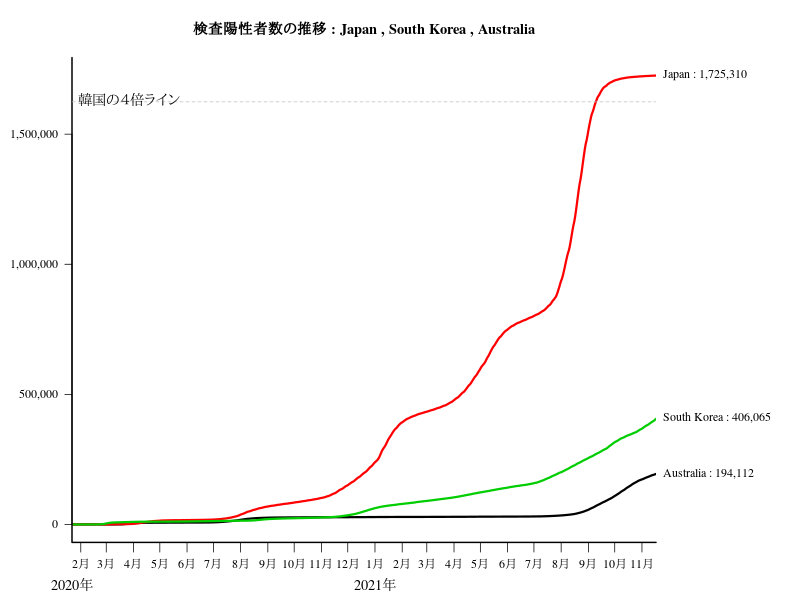 検査陽性者数の推移 : Japan , South Korea , Australia
Japan : 1,725,310
韓国の４倍ライン
1,500,000
1,000,000
500,000
South Korea : 406,065
Australia : 194,112
0
2月 3月 4月 5月 6月 7月 8月 9月 10月 11月 12月 1月 2月 3月 4月 5月 6月 7月 8月 9月 10月 11月
2020年 2021年